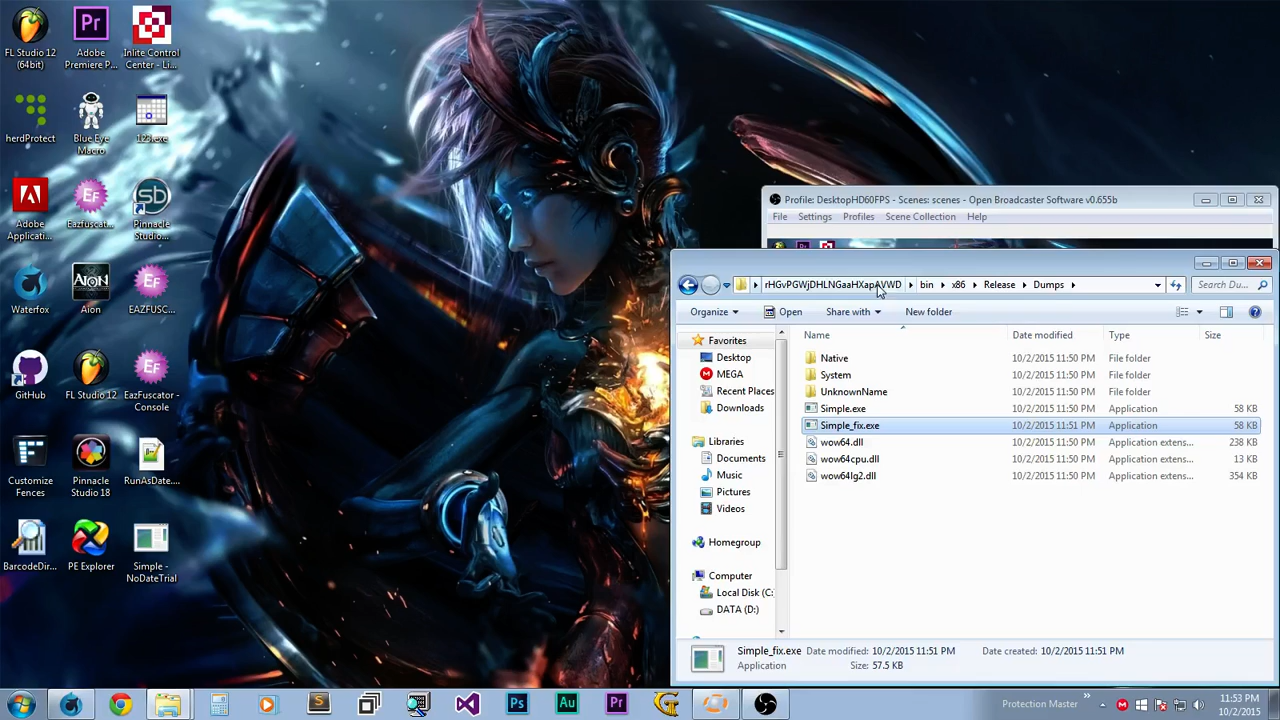 FL Studio 12
(64bit)
Adobe
Premiere P...
Inlite Control
Center - Li...
herdProtect
Blue Eye
Macro
123.exe
Adobe
Applicati...
Eazfuscat...
Pinnacle
Studio...
Waterfox
Aion
EAZFUSC...
GitHub
FL Studio 12
EazFuscator -
Console
Customize
Fences
Pinnacle
Studio 18
RunAsDate...
BarcodeDir...
PE Explorer
Simple -
NoDateTrial
Profile: DesktopHD60FPS - Scenes: scenes - Open Broadcaster Software v0.655b
File Settings Profiles Scene Collection Help
rHGvPGWjDHLNGaaHXapAVWD bin x86 Release Dumps Search Du...
Organize Open Share with New folder
Name Date modified Type Size
Favorites
Desktop
MEGA
Recent Places
Downloads
Libraries
Documents
Music
Pictures
Videos
Homegroup
Computer
Local Disk (C:
DATA (D:)
Native 10/2/2015 11:50 PM File folder
System 10/2/2015 11:50 PM File folder
UnknownName 10/2/2015 11:50 PM File folder
Simple.exe 10/2/2015 11:50 PM Application 58 KB
Simple_fix.exe 10/2/2015 11:51 PM Application 58 KB
wow64.dll 10/2/2015 11:50 PM Application extens... 238 KB
wow64cpu.dll 10/2/2015 11:50 PM Application extens... 13 KB
wow64lg2.dll 10/2/2015 11:50 PM Application extens... 354 KB
Simple_fix.exe Date modified: 10/2/2015 11:51 PM Date created: 10/2/2015 11:51 PM
Application Size: 57.5 KB
Protection Master
11:53 PM
10/2/2015